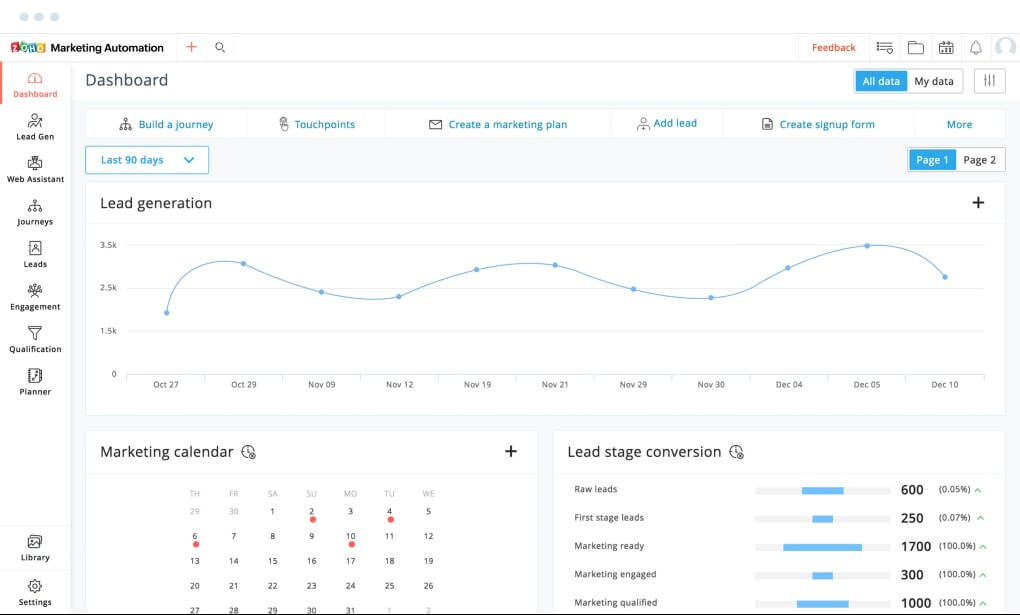 ZOHO Marketing Automation
Feedback
Dashboard
Lead Gen
Web Assistant
Journeys
Leads
Engagement
Qualification
Planner
Library
Settings
Dashboard
All data My data
Build a journey Touchpoints Create a marketing plan Add lead Create signup form More
Last 90 days
Page 1 Page 2
Lead generation
3.5k
2.5k
1.5k
0
Oct 27 Oct 29 Nov 09 Nov 12 Nov 19 Nov 21 Nov 29 Nov 30 Dec 04 Dec 05 Dec 10
Marketing calendar
TH FR SA SU MO TU WE
29 30 1 2 3 4 5
6 7 8 9 10 11 12
13 14 15 16 17 18 19
20 21 22 23 24 25 26
27 28 29 30 31 1 2
Lead stage conversion
Raw leads 600 (0.05%)
First stage leads 250 (0.07%)
Marketing ready 1700 (100.0%)
Marketing engaged 300 (100.0%)
Marketing qualified 1000 (100.0%)